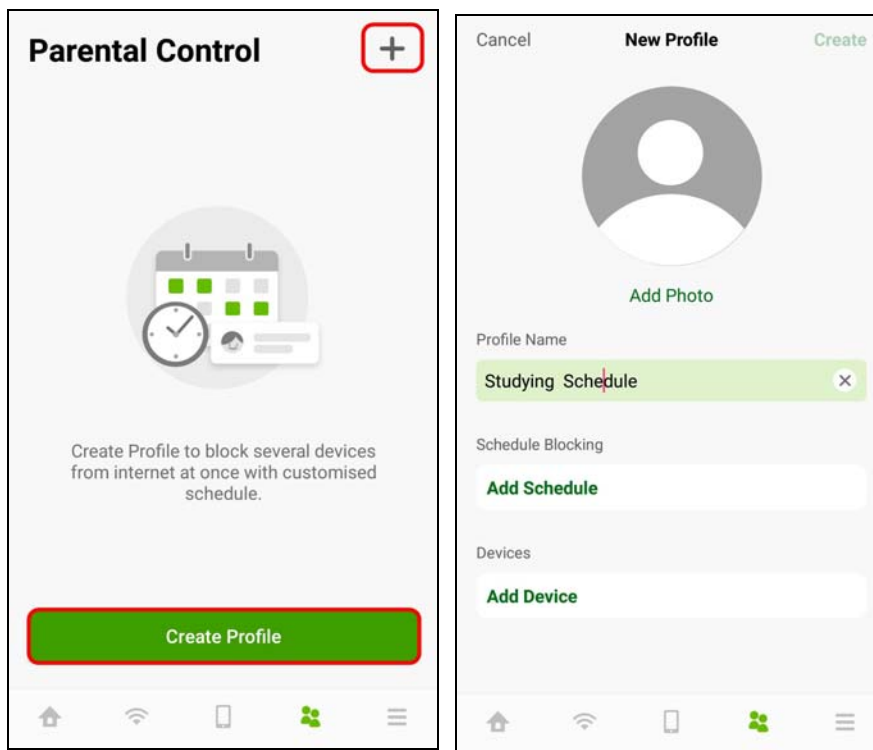 Parental Control
Create Profile to block several devices
from internet at once with customised
schedule.
Create Profile
Cancel New Profile Create
Add Photo
Profile Name
Studying Schedule
Schedule Blocking
Add Schedule
Devices
Add Device